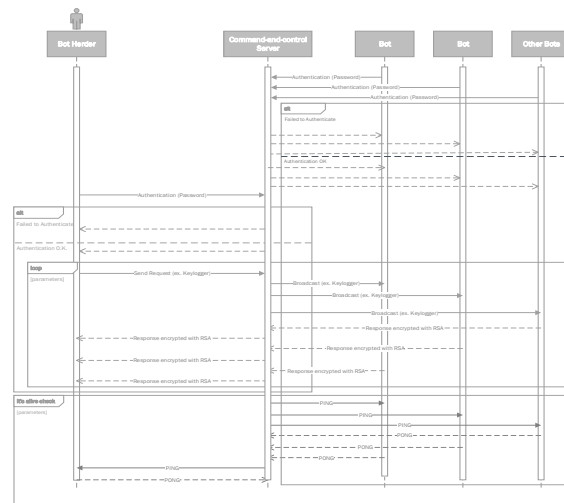 Bot Herder
Command-and-control
Server
Bot
Bot
Other Bots
Authentication (Password)
Authentication (Password)
Authentication (Password)
alt
Failed to Authenticate
Authentication OK
Authentication (Password)
alt
Failed to Authenticate
Authentication O.K.
loop
[parameters]
Send Request (es. Keylogger)
Broadcast (es. Keylogger)
Broadcast (es. Keylogger)
Broadcast (es. Keylogger)
Response encrypted with RSA
Response encrypted with RSA
Response encrypted with RSA
Response encrypted with RSA
Response encrypted with RSA
Response encrypted with RSA
It's alive check
[parameters]
PING
PING
PING
PONG
PONG
PONG
PING
PONG